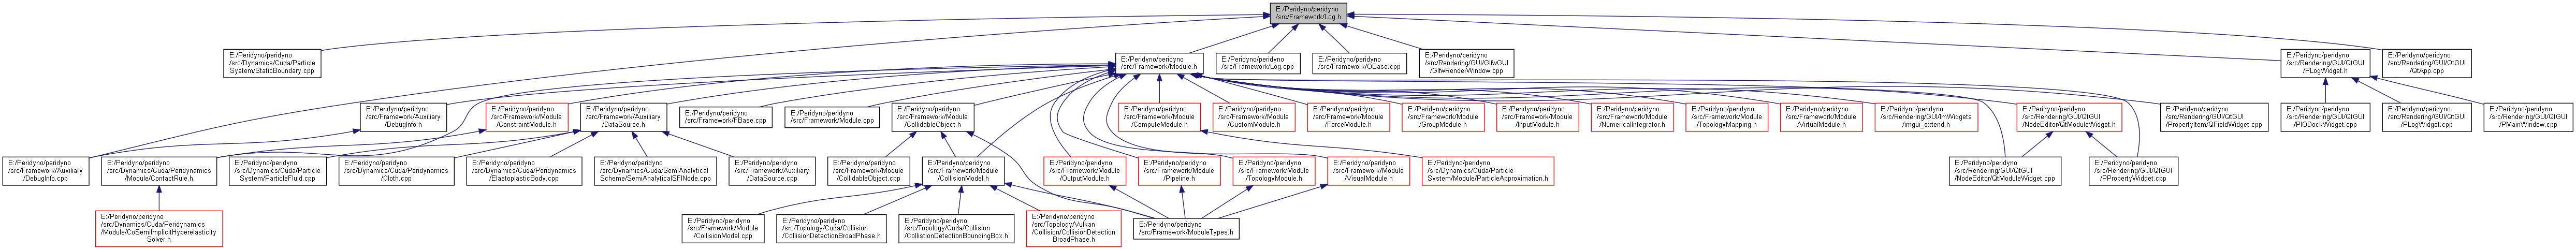 E:/Peridyno/peridyno
/src/Framework/Log.h
E:/Peridyno/peridyno
/src/Dynamics/Cuda/Particle
System/StaticBoundary.cpp
E:/Peridyno/peridyno
/src/Framework/Module.h
E:/Peridyno/peridyno
/src/Framework/Log.cpp
E:/Peridyno/peridyno
/src/Framework/OBase.cpp
E:/Peridyno/peridyno
/src/Rendering/GUI/GlfwGUI
/GlfwRenderWindow.cpp
E:/Peridyno/peridyno
/src/Rendering/GUI/QtGUI
/PLogWidget.h
E:/Peridyno/peridyno
/src/Rendering/GUI/QtGUI
/QtApp.cpp
E:/Peridyno/peridyno
/src/Framework/Auxiliary
/DebugInfo.h
E:/Peridyno/peridyno
/src/Framework/Module
/ConstraintModule.h
E:/Peridyno/peridyno
/src/Framework/Auxiliary
/DataSource.h
E:/Peridyno/peridyno
/src/Framework/FBase.cpp
E:/Peridyno/peridyno
/src/Framework/Module.cpp
E:/Peridyno/peridyno
/src/Framework/Module
/CollidableObject.h
E:/Peridyno/peridyno
/src/Framework/Module
/ComputeModule.h
E:/Peridyno/peridyno
/src/Framework/Module
/CustomModule.h
E:/Peridyno/peridyno
/src/Framework/Module
/ForceModule.h
E:/Peridyno/peridyno
/src/Framework/Module
/GroupModule.h
E:/Peridyno/peridyno
/src/Framework/Module
/InputModule.h
E:/Peridyno/peridyno
/src/Framework/Module
/NumericalIntegrator.h
E:/Peridyno/peridyno
/src/Framework/Module
/TopologyMapping.h
E:/Peridyno/peridyno
/src/Framework/Module
/VirtualModule.h
E:/Peridyno/peridyno
/src/Rendering/GUI/ImWidgets
/imgui_extend.h
E:/Peridyno/peridyno
/src/Rendering/GUI/QtGUI
/NodeEditor/QtModuleWidget.h
E:/Peridyno/peridyno
/src/Rendering/GUI/QtGUI
/PropertyItem/QFieldWidget.cpp
E:/Peridyno/peridyno
/src/Rendering/GUI/QtGUI
/PIODockWidget.cpp
E:/Peridyno/peridyno
/src/Rendering/GUI/QtGUI
/PLogWidget.cpp
E:/Peridyno/peridyno
/src/Rendering/GUI/QtGUI
/PMainWindow.cpp
E:/Peridyno/peridyno
/src/Framework/Auxiliary
/DebugInfo.cpp
E:/Peridyno/peridyno
/src/Dynamics/Cuda/Peridynamics
/Module/ContactRule.h
E:/Peridyno/peridyno
/src/Dynamics/Cuda/Particle
System/ParticleFluid.cpp
E:/Peridyno/peridyno
/src/Dynamics/Cuda/Peridynamics
/Cloth.cpp
E:/Peridyno/peridyno
/src/Dynamics/Cuda/Peridynamics
/ElastoplasticBody.cpp
E:/Peridyno/peridyno
/src/Dynamics/Cuda/SemiAnalytical
Scheme/SemiAnalyticalSFINode.cpp
E:/Peridyno/peridyno
/src/Framework/Auxiliary
/DataSource.cpp
E:/Peridyno/peridyno
/src/Framework/Module
/CollidableObject.cpp
E:/Peridyno/peridyno
/src/Framework/Module
/CollisionModel.h
E:/Peridyno/peridyno
/src/Framework/Module
/OutputModule.h
E:/Peridyno/peridyno
/src/Framework/Module
/Pipeline.h
E:/Peridyno/peridyno
/src/Framework/Module
/TopologyModule.h
E:/Peridyno/peridyno
/src/Framework/Module
/VisualModule.h
E:/Peridyno/peridyno
/src/Dynamics/Cuda/Particle
System/Module/ParticleApproximation.h
E:/Peridyno/peridyno
/src/Rendering/GUI/QtGUI
/NodeEditor/QtModuleWidget.cpp
E:/Peridyno/peridyno
/src/Rendering/GUI/QtGUI
/PPropertyWidget.cpp
E:/Peridyno/peridyno
/src/Dynamics/Cuda/Peridynamics
/Module/CoSemiImplicitHyperelasticity
Solver.h
E:/Peridyno/peridyno
/src/Framework/Module
/CollisionModel.cpp
E:/Peridyno/peridyno
/src/Topology/Cuda/Collision
/CollisionDetectionBroadPhase.h
E:/Peridyno/peridyno
/src/Topology/Cuda/Collision
/CollistionDetectionBoundingBox.h
E:/Peridyno/peridyno
/src/Topology/Vulkan
/Collision/CollisionDetection
BroadPhase.h
E:/Peridyno/peridyno
/src/Framework/ModuleTypes.h